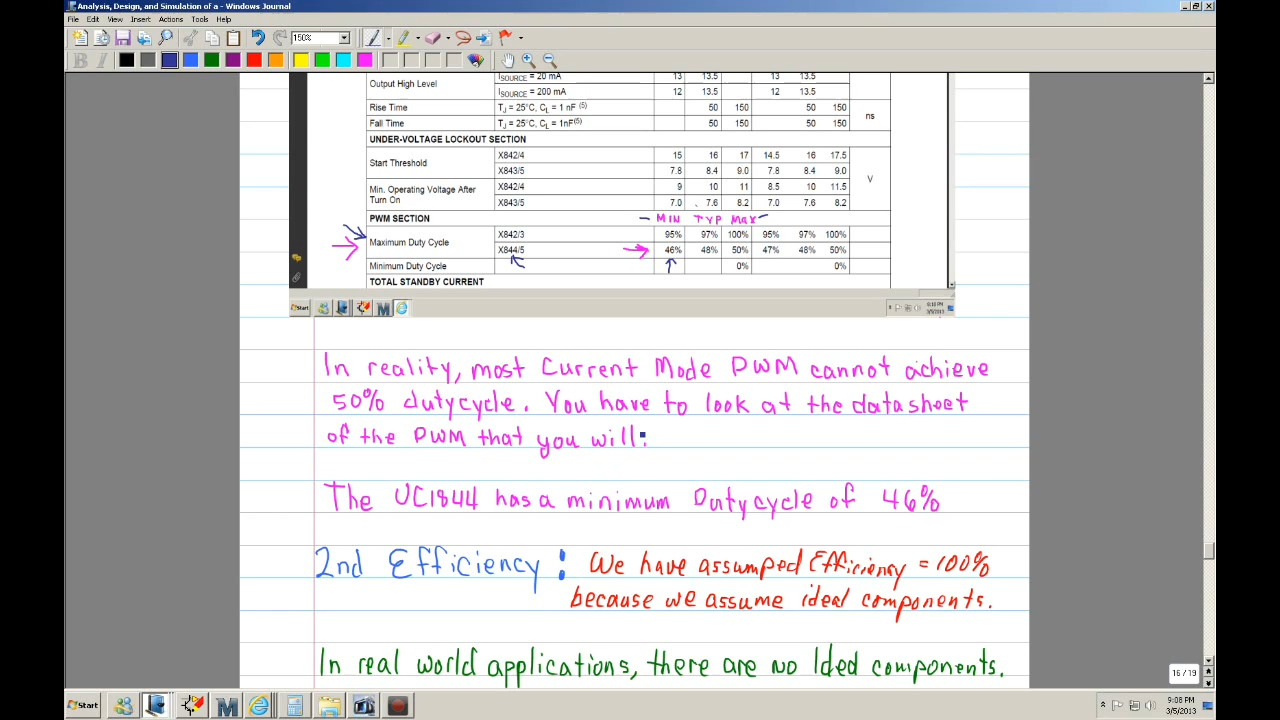 Analysis, Design, and Simulation of a - Windows Journal
File Edit View Insert Actions Tools Help
150%
B I
Output High Level ISOURCE = 20 mA 13 13.5 13 13.5
ISOURCE = 200 mA 12 13.5 12 13.5
Rise Time TJ = 25°C, CL = 1 nF (5) 50 150 50 150 ns
Fall Time TJ = 25°C, CL = 1nF(5) 50 150 50 150
UNDER-VOLTAGE LOCKOUT SECTION
Start Threshold X842/4 15 16 17 14.5 16 17.5 V
X843/5 7.8 8.4 9.0 7.8 8.4 9.0
Min. Operating Voltage After Turn On X842/4 9 10 11 8.5 10 11.5
X843/5 7.0 7.6 8.2 7.0 7.6 8.2
PWM SECTION MIN TYP MAX
Maximum Duty Cycle X842/3 95% 97% 100% 95% 97% 100%
X844/5 46% 48% 50% 47% 48% 50%
Minimum Duty Cycle 0% 0%
TOTAL STANDBY CURRENT
Start 9:08 PM
3/5/2013
In reality, most Current Mode PWM cannot achieve
50% dutycycle. You have to look at the datasheet
of the PWM that you will:
The UC1844 has a minimum Dutycycle of 46%
2nd Efficiency: We have assumped Efficiency = 100%
because we assume ideal components.
In real world applications, there are no Ided components.
16 / 19
Start 9:08 PM
3/5/2013